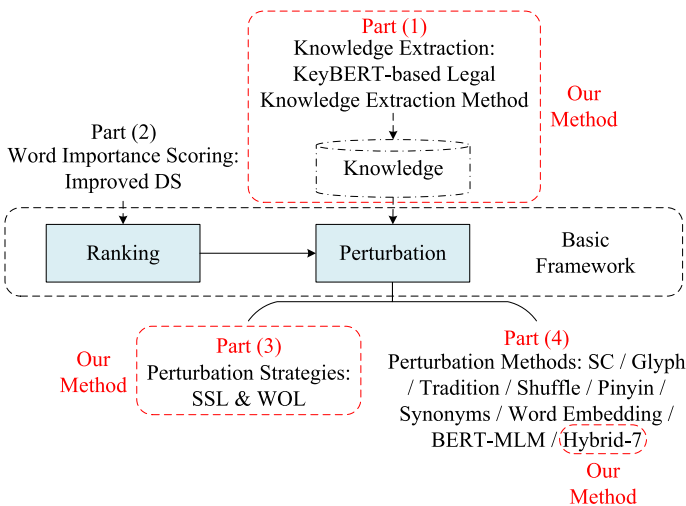 Part (1)
Knowledge Extraction:
KeyBERT-based Legal
Knowledge Extraction Method
Our
Method
Knowledge
Part (2)
Word Importance Scoring:
Improved DS
Ranking
Perturbation
Basic
Framework
Our
Method
Part (3)
Perturbation Strategies:
SSL & WOL
Part (4)
Perturbation Methods: SC / Glyph
/ Tradition / Shuffle / Pinyin /
Synonyms / Word Embedding /
BERT-MLM / Hybrid-7
Our
Method